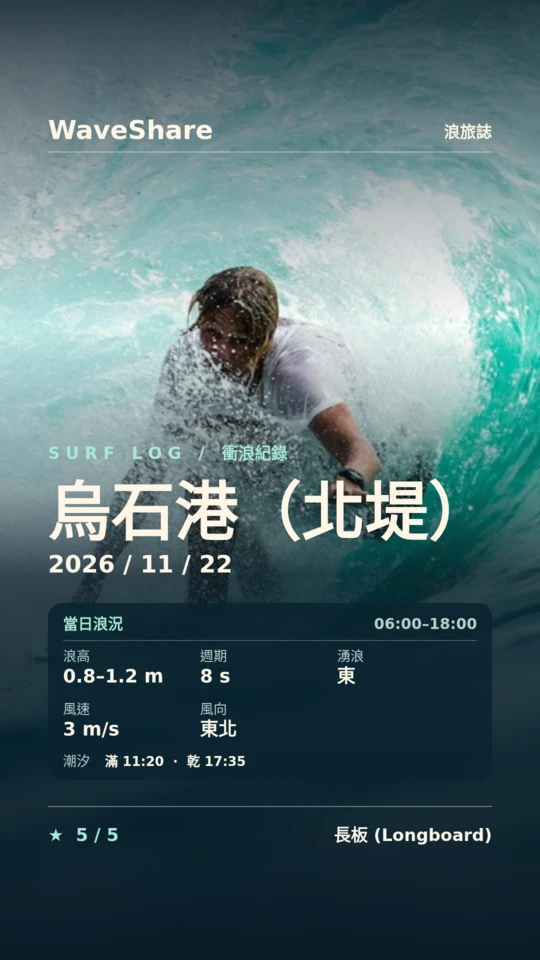 WaveShare 浪旅誌
SURF LOG / 衝浪紀錄
烏石港（北堤）
2026 / 11 / 22
當日浪況 06:00–18:00
浪高 週期 湧浪
0.8–1.2 m 8 s 東
風速 風向
3 m/s 東北
潮汐 滿 11:20 · 乾 17:35
★ 5 / 5 長板 (Longboard)